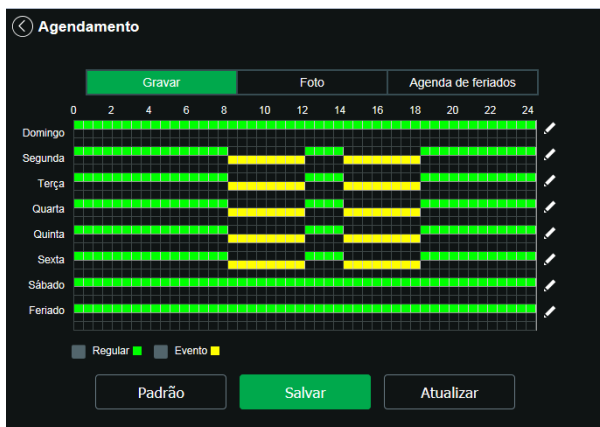 Agendamento
Gravar Foto Agenda de feriados
0 2 4 6 8 10 12 14 16 18 20 22 24
Domingo
Segunda
Terça
Quarta
Quinta
Sexta
Sábado
Feriado
Regular Evento
Padrão Salvar Atualizar